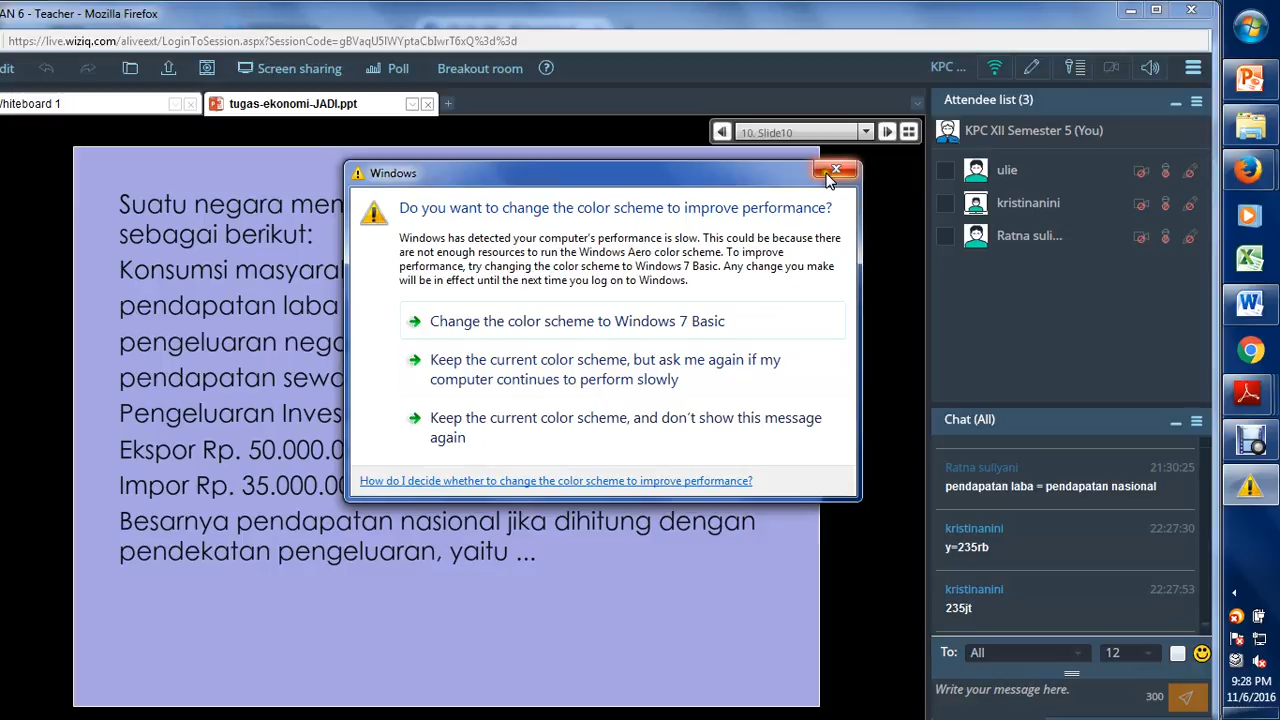 AN 6 - Teacher - Mozilla Firefox
https://live.wiziq.com/aliveext/LoginToSession.aspx?SessionCode=gBVaqU5IWYptaCbIwrT6xQ%3d%3d
dit
Screen sharing
Poll
Breakout room
KPC ...
/hiteboard 1
tugas-ekonomi-JADI.ppt
10. Slide10
Suatu negara men
sebagai berikut:
Konsumsi masyaral
pendapatan laba
pengeluaran nega
pendapatan sewa
Pengeluaran Inves
Ekspor Rp. 50.000.0
Impor Rp. 35.000.00
Besarnya pendapatan nasional jika dihitung dengan
pendekatan pengeluaran, yaitu ...
Windows
Do you want to change the color scheme to improve performance?
Windows has detected your computer's performance is slow. This could be because there
are not enough resources to run the Windows Aero color scheme. To improve
performance, try changing the color scheme to Windows 7 Basic. Any change you make
will be in effect until the next time you log on to Windows.
Change the color scheme to Windows 7 Basic
Keep the current color scheme, but ask me again if my
computer continues to perform slowly
Keep the current color scheme, and don't show this message
again
How do I decide whether to change the color scheme to improve performance?
Attendee list (3)
KPC XII Semester 5 (You)
ulie
kristinanini
Ratna suli...
Chat (All)
Ratna suliyani 21:30:25
pendapatan laba = pendapatan nasional
kristinanini 22:27:30
y=235rb
kristinanini 22:27:53
235jt
To: All 12
Write your message here. 300
9:28 PM
11/6/2016